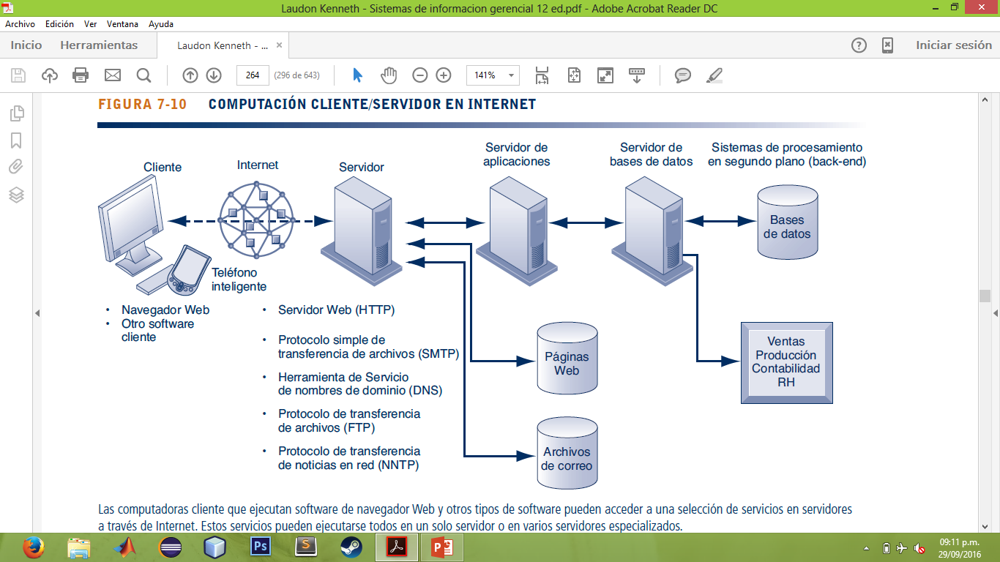 Laudon Kenneth - Sistemas de informacion gerencial 12 ed.pdf - Adobe Acrobat Reader DC
Archivo Edición Ver Ventana Ayuda
Inicio Herramientas Laudon Kenneth - ... × Iniciar sesión
264 (296 de 643) 141%
FIGURA 7-10 COMPUTACIÓN CLIENTE/SERVIDOR EN INTERNET
Cliente
Internet
Servidor
Servidor de
aplicaciones
Servidor de
bases de datos
Sistemas de procesamiento
en segundo plano (back-end)
Bases
de datos
Teléfono
inteligente
• Navegador Web
• Otro software
cliente
• Servidor Web (HTTP)
• Protocolo simple de
transferencia de archivos (SMTP)
• Herramienta de Servicio
de nombres de dominio (DNS)
• Protocolo de transferencia
de archivos (FTP)
• Protocolo de transferencia
de noticias en red (NNTP)
Páginas
Web
Archivos
de correo
Ventas
Producción
Contabilidad
RH
Las computadoras cliente que ejecutan software de navegador Web y otros tipos de software pueden acceder a una selección de servicios en servidores
a través de Internet. Estos servicios pueden ejecutarse todos en un solo servidor o en varios servidores especializados.
Ps
S
P
09:11 p.m.
29/09/2016